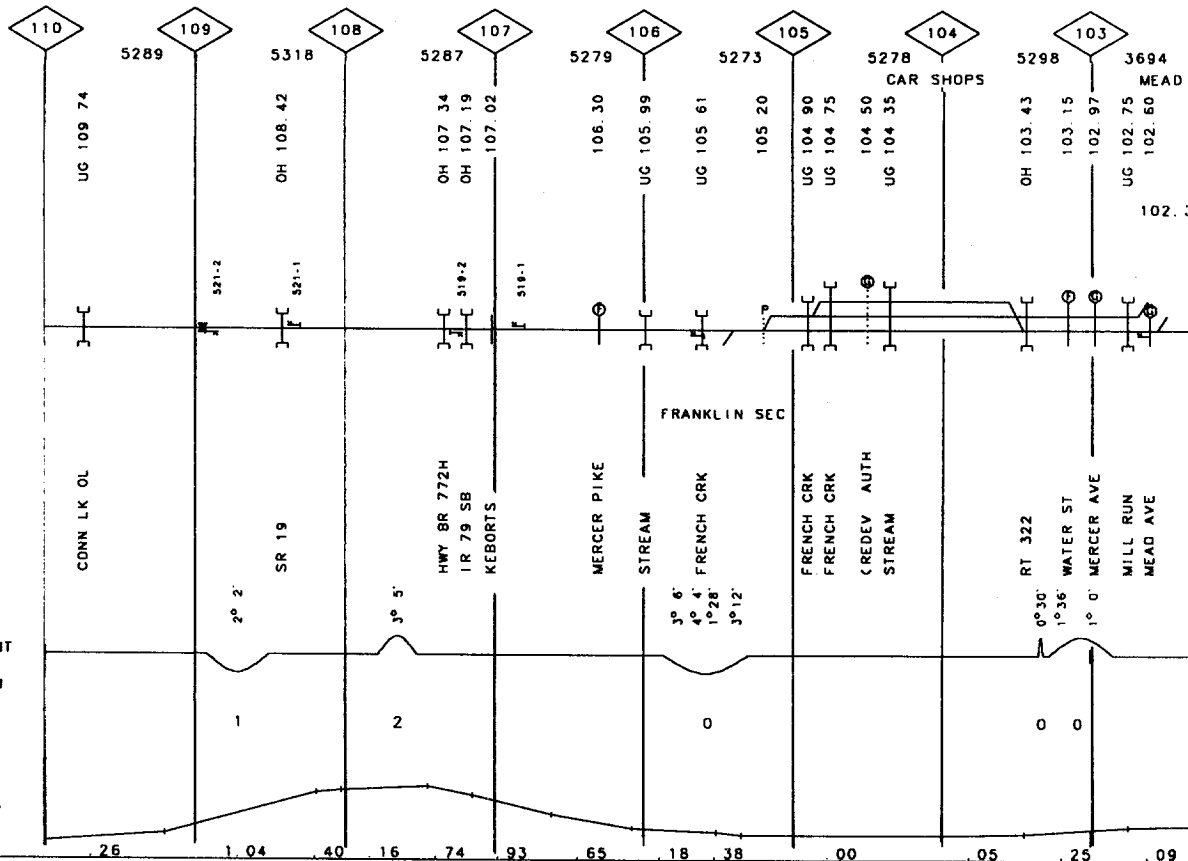 110 109 108 107 106 105 104 103
5289 5318 5287 5279 5273 5278 5298 3694
CAR SHOPS
MEAD
UG 109 74
OH 108.42
OH 107 34
OH 107.19
107.02
106.30
UG 105.99
UG 105 61
105 20
UG 104 90
UG 104 75
104 50
UG 104 35
OH 103.43
103.15
102.97
UG 102.75
102.60
102.
521-2
521-1
519-2
519-1
F
P
G
F
G
G
FRANKLIN SEC
CONN LK OL
SR 19
HWY BR 772H
IR 79 SB
KEBORTS
MERCER PIKE
STREAM
FRENCH CRK
FRENCH CRK
FRENCH CRK
(REDEV AUTH
STREAM
RT 322
WATER ST
MERCER AVE
MILL RUN
MEAD AVE
2° 2'
3° 5'
3° 6'
4° 4'
1°28'
3°12'
0°30'
1°36'
1° 0'
1 2 0 0 0
.26 1.04 .40 .16 .74 .93 .65 .18 .38 .00 .05 .25 .09